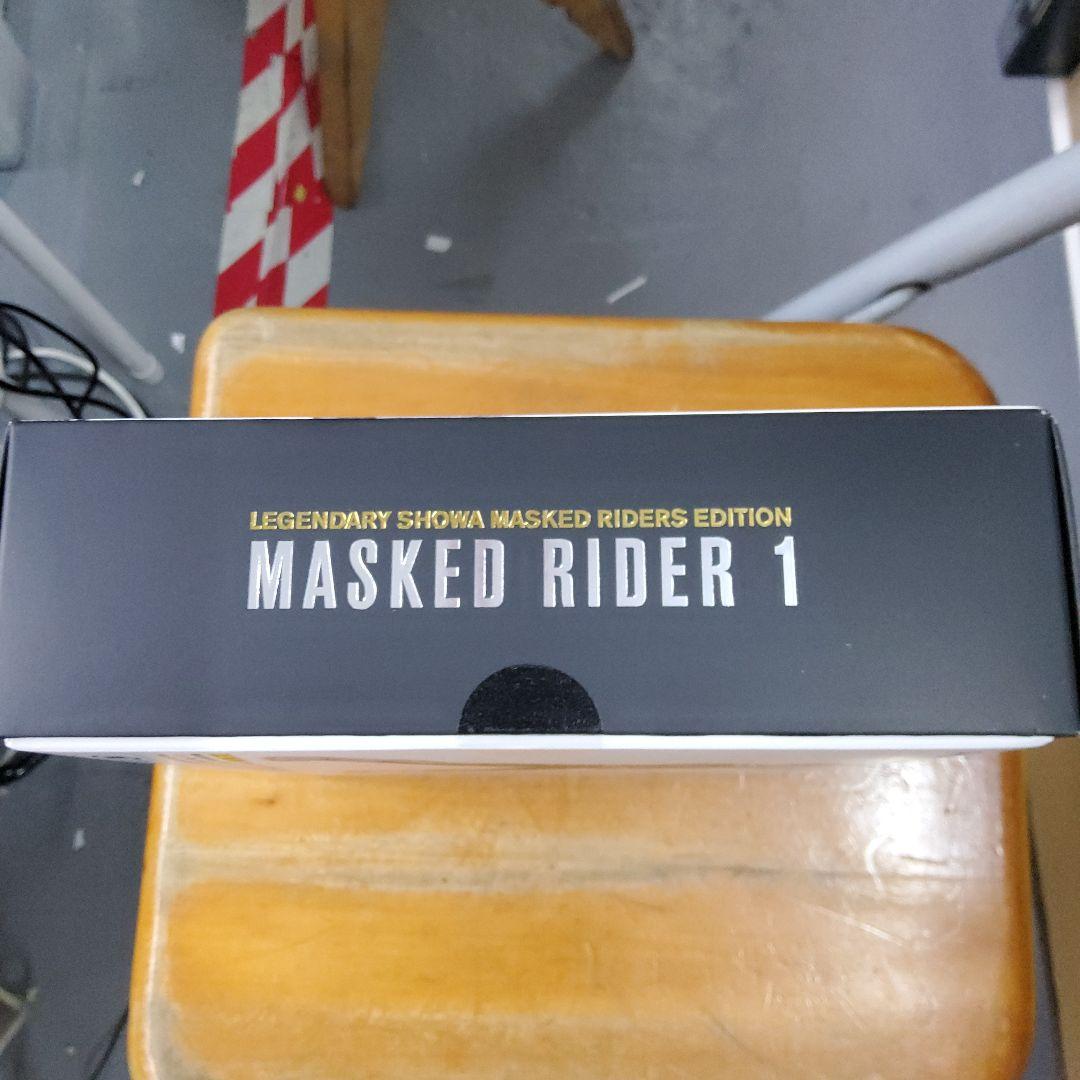 LEGENDARY SHOWA MASKED RIDERS EDITION
MASKED RIDER 1